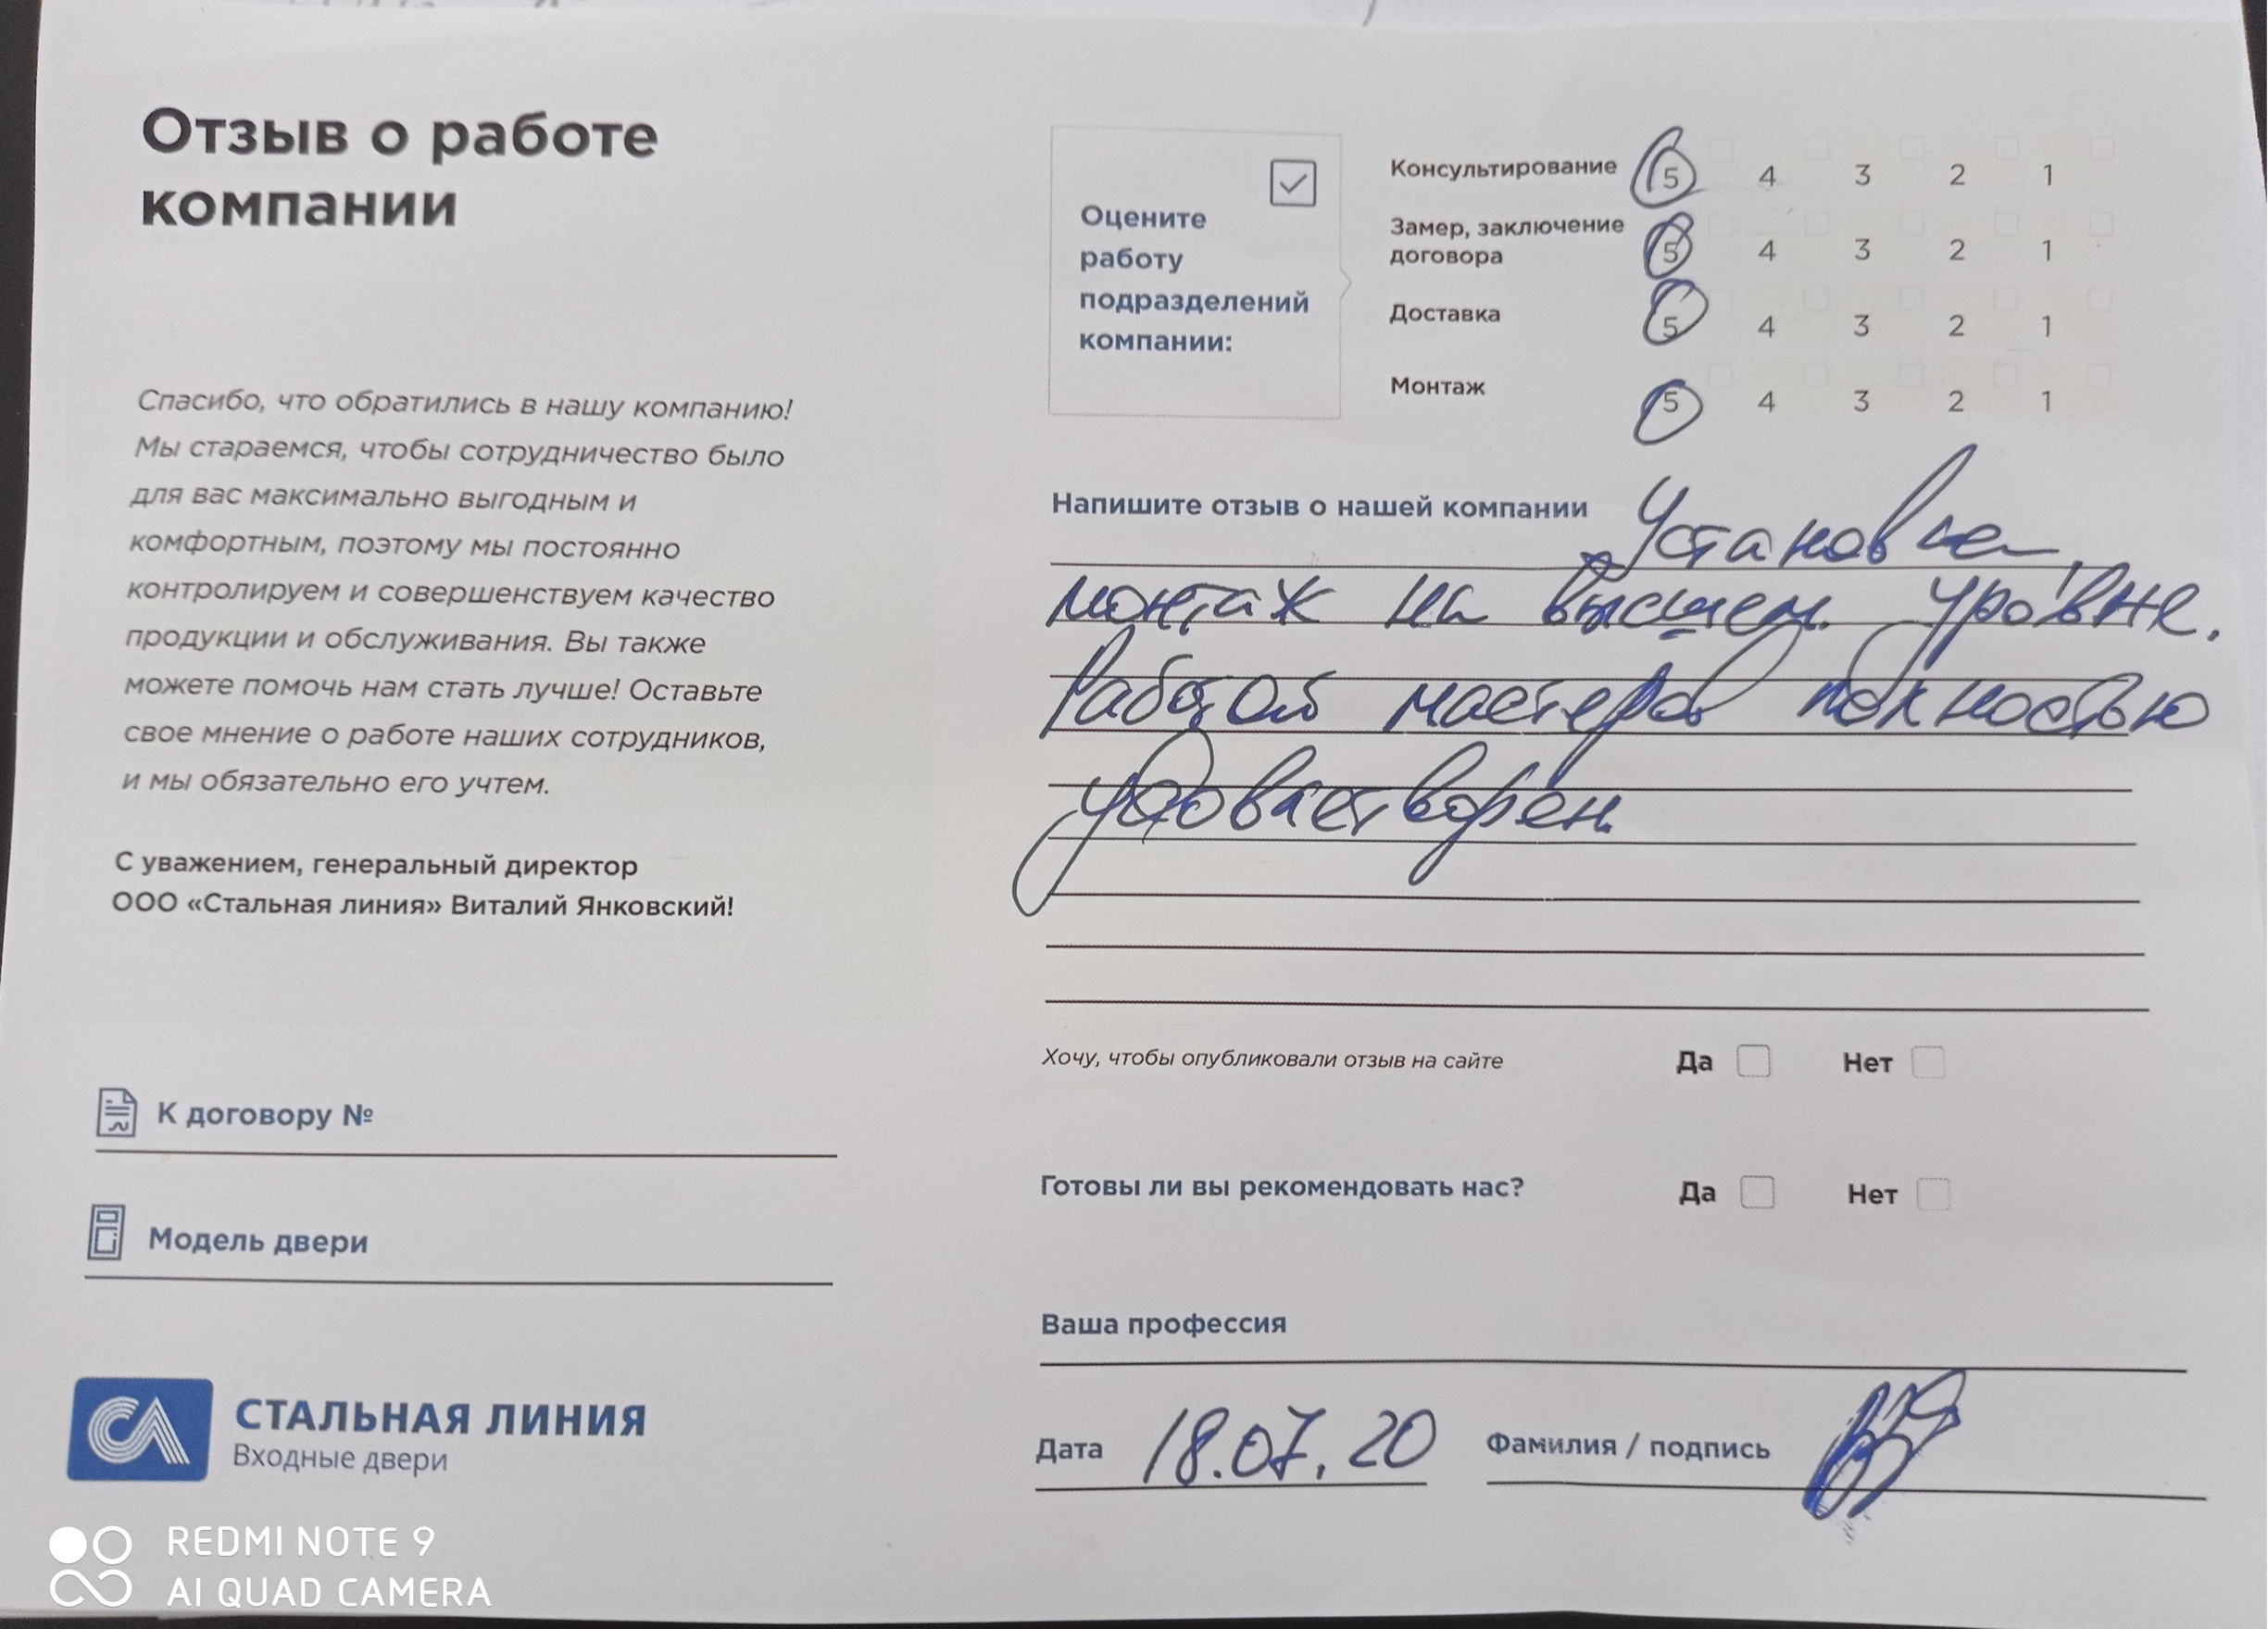 Отзыв о работе
компании
Спасибо, что обратились в нашу компанию!
Мы стараемся, чтобы сотрудничество было
для вас максимально выгодным и
комфортным, поэтому мы постоянно
контролируем и совершенствуем качество
продукции и обслуживания. Вы также
можете помочь нам стать лучше! Оставьте
свое мнение о работе наших сотрудников,
и мы обязательно его учтем.
С уважением, генеральный директор
ООО «Стальная линия» Виталий Янковский!
К договору №
Модель двери
СТАЛЬНАЯ ЛИНИЯ
Входные двери
Оцените
работу
подразделений
компании:
Консультирование 5 4 3 2 1
Замер, заключение
договора 5 4 3 2 1
Доставка 5 4 3 2 1
Монтаж 5 4 3 2 1
Напишите отзыв о нашей компании
Установка,
монтаж на высшем уровне.
Работой мастеров полностью
удовлетворён.
Хочу, чтобы опубликовали отзыв на сайте Да Нет
Готовы ли вы рекомендовать нас? Да Нет
Ваша профессия
Дата 18.07.20 Фамилия / подпись
REDMI NOTE 9
AI QUAD CAMERA